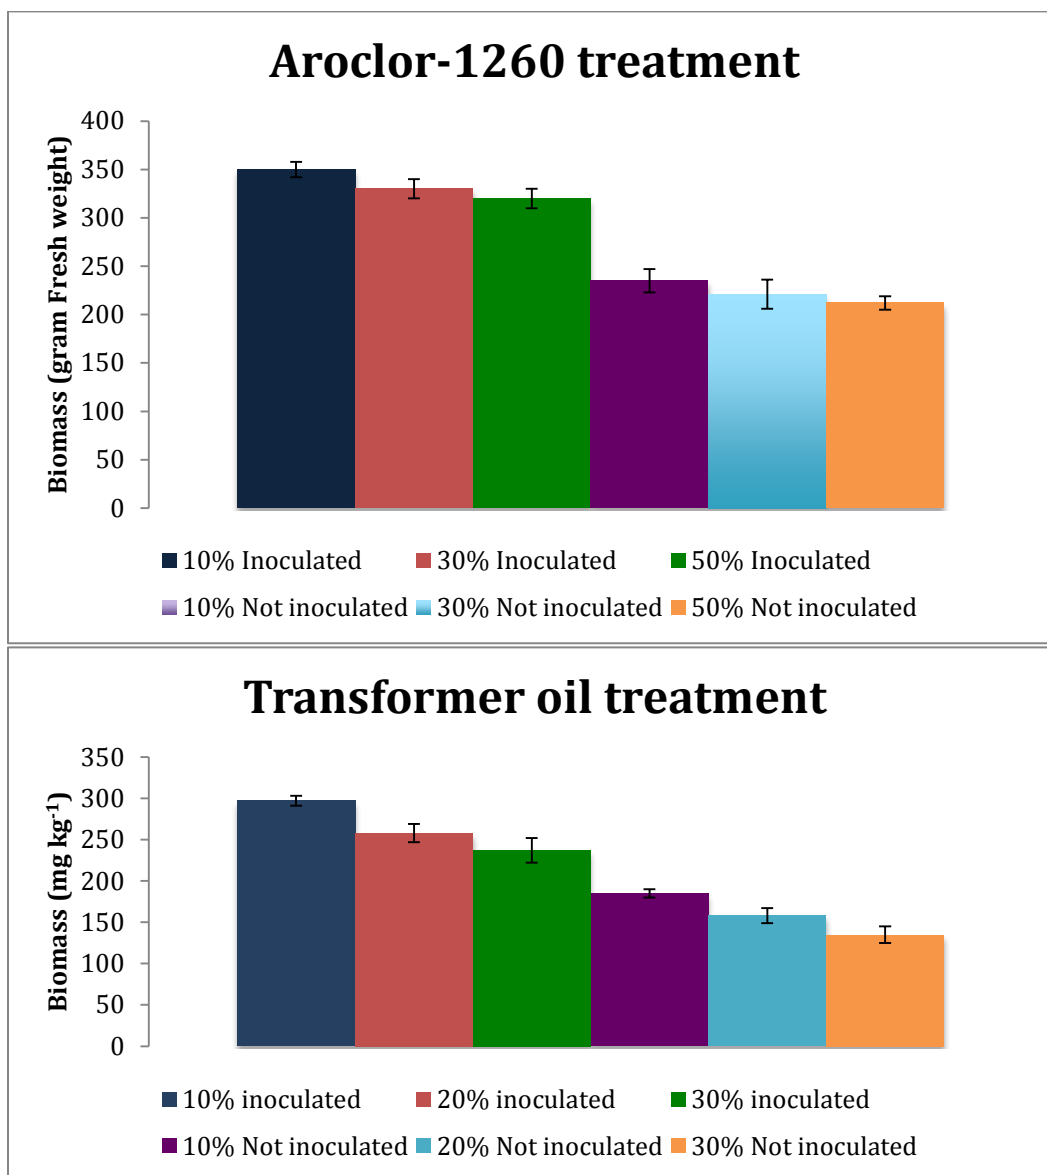 Aroclor-1260 treatment
Biomass (gram Fresh weight)
400
350
300
250
200
150
100
50
0
10% Inoculated 30% Inoculated 50% Inoculated
10% Not inoculated 30% Not inoculated 50% Not inoculated
Transformer oil treatment
Biomass (mg kg⁻¹)
350
300
250
200
150
100
50
0
10% inoculated 20% inoculated 30% inoculated
10% Not inoculated 20% Not inoculated 30% Not inoculated